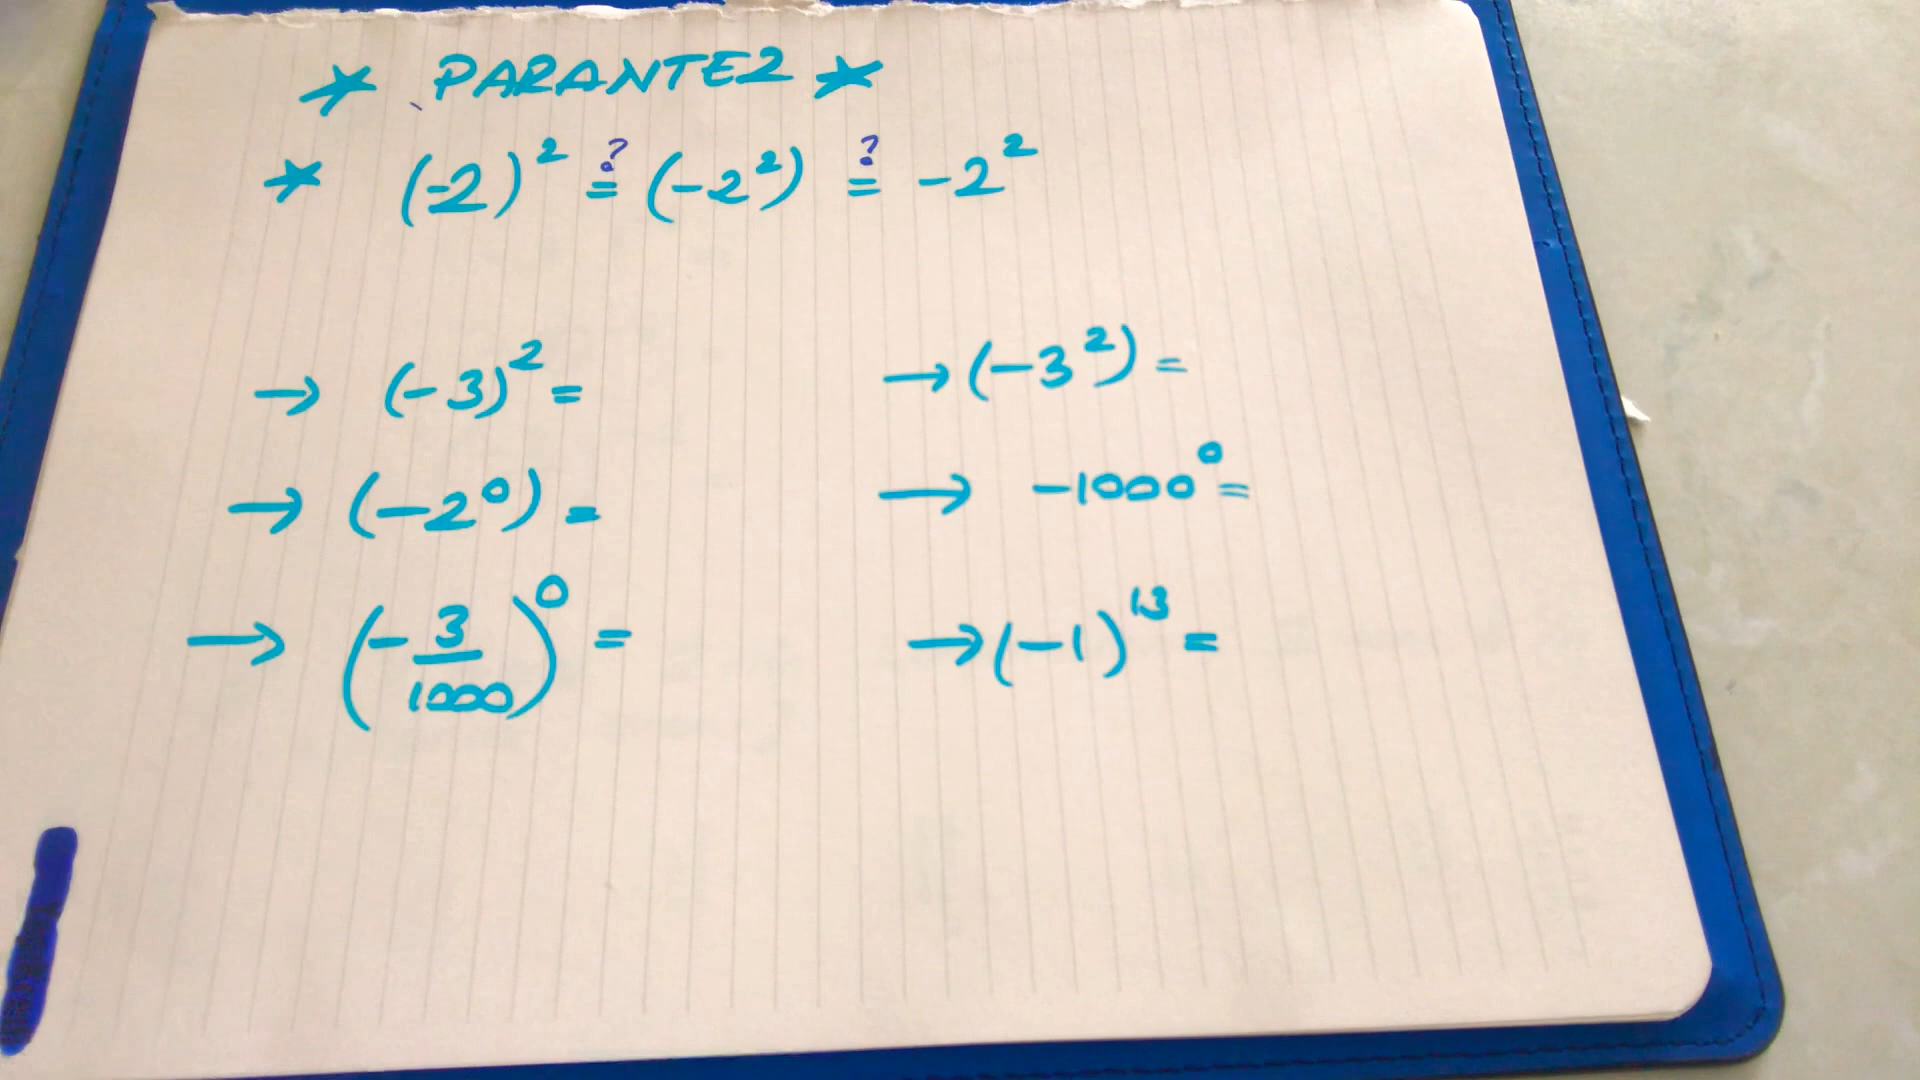 * PARANTEZ *
* (-2)² ≟ (-2²) ≟ -2²
→ (-3)² = → (-3²) =
→ (-2⁰) = → -1000⁰ =
→ (-3/1000)⁰ = → (-1)¹³ =